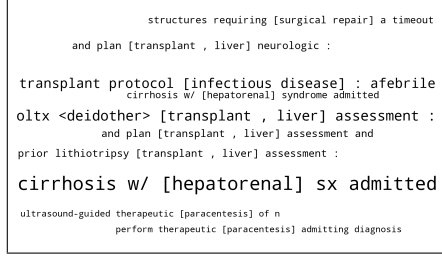 structures requiring [surgical repair] a timeout
and plan [transplant , liver] neurologic :
transplant protocol [infectious disease] : afebrile
cirrhosis w/ [hepatorenal] syndrome admitted
oltx <deidother> [transplant , liver] assessment :
and plan [transplant , liver] assessment and
prior lithiotripsy [transplant , liver] assessment :
cirrhosis w/ [hepatorenal] sx admitted
ultrasound-guided therapeutic [paracentesis] of n
perform therapeutic [paracentesis] admitting diagnosis